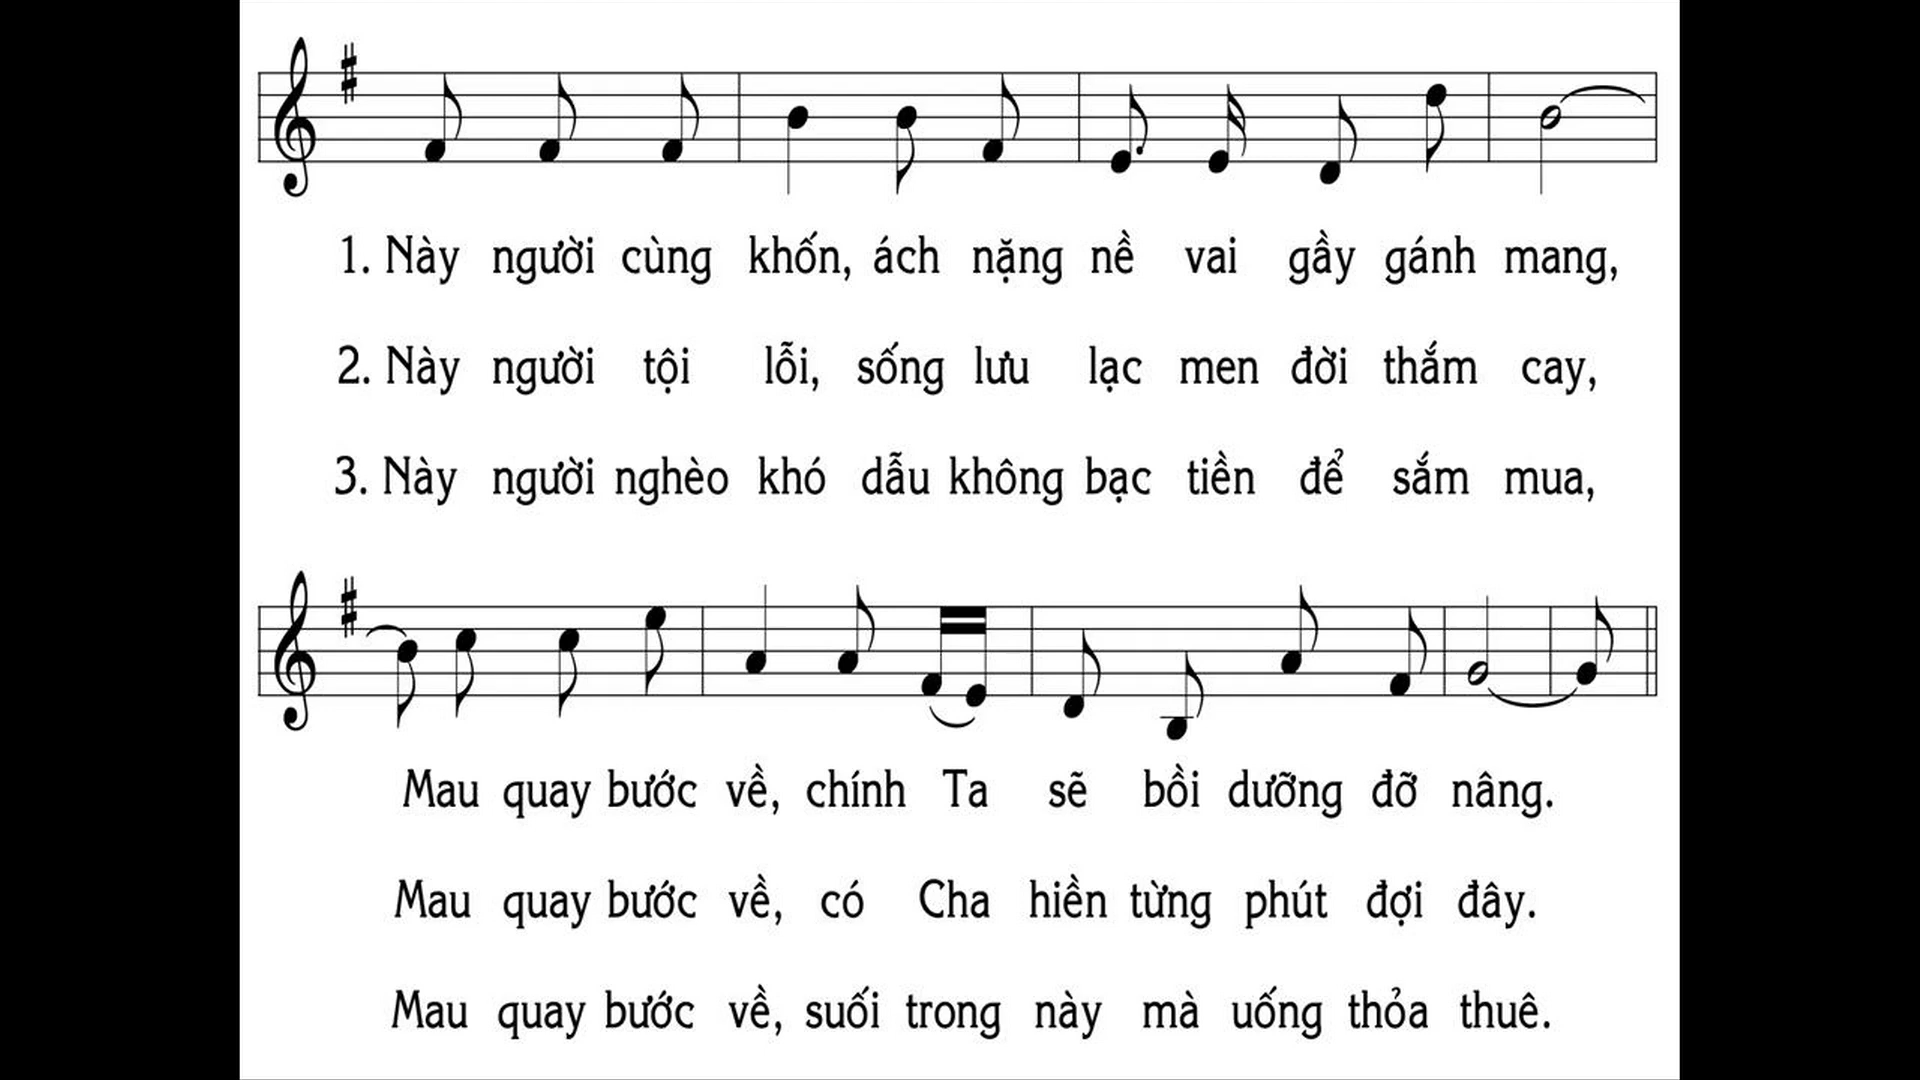 1. Này người cùng khốn, ách nặng nề vai gầy gánh mang,
2. Này người tội lỗi, sống lưu lạc men đời thắm cay,
3. Này người nghèo khó dẫu không bạc tiền để sắm mua,
Mau quay bước về, chính Ta sẽ bồi dưỡng đỡ nâng.
Mau quay bước về, có Cha hiền từng phút đợi đây.
Mau quay bước về, suối trong này mà uống thỏa thuê.